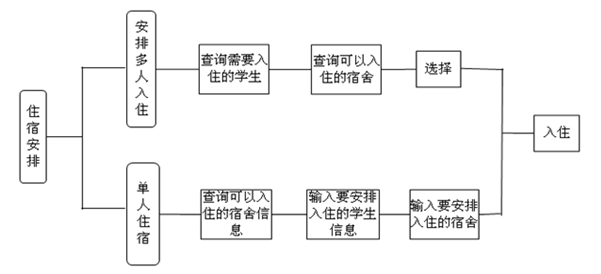 住宿安排
安排多人入住
查询需要入
住的学生
查询可以入
住的宿舍
选择
入住
单人住宿
查询可以入
住的宿舍信
息
输入要安排
入住的学生
信息
输入要安排
入住的宿舍